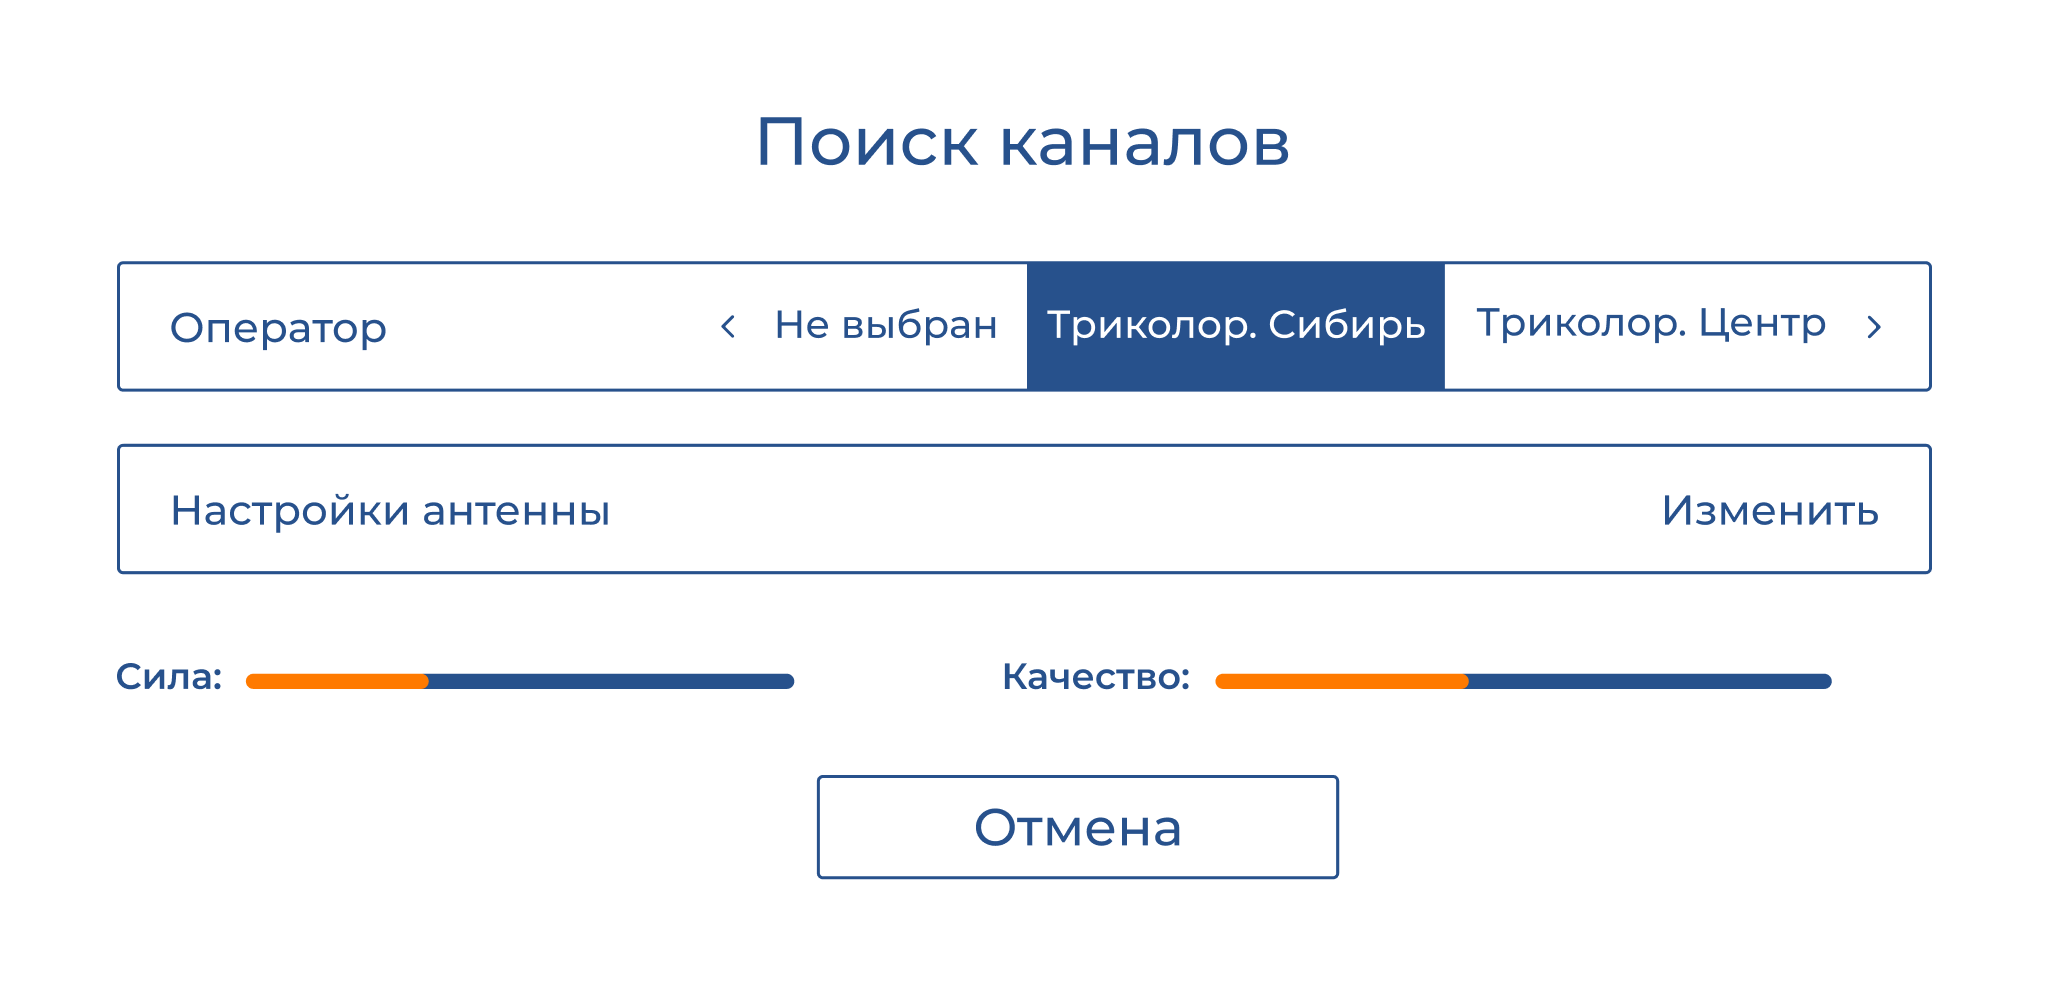 Поиск каналов
Оператор Не выбран Триколор. Сибирь Триколор. Центр
Настройки антенны Изменить
Сила: Качество:
Отмена